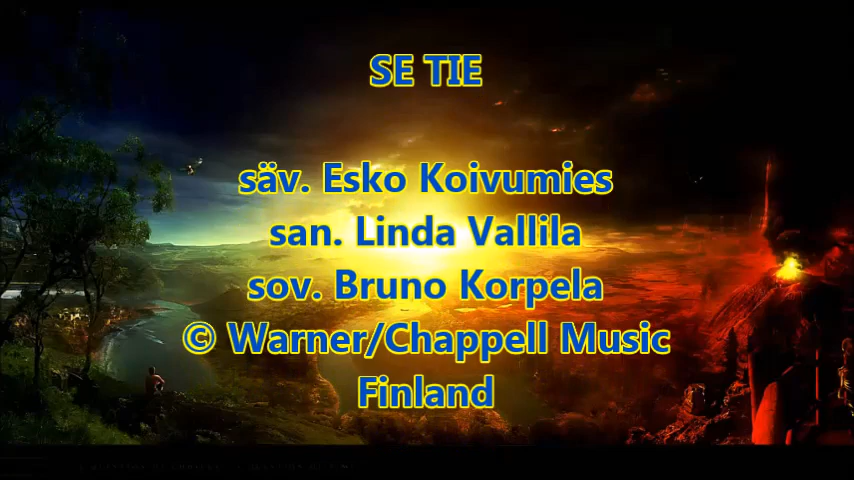 SE TIE
säv. Esko Koivumies
san. Linda Vallila
sov. Bruno Korpela
© Warner/Chappell Music
Finland